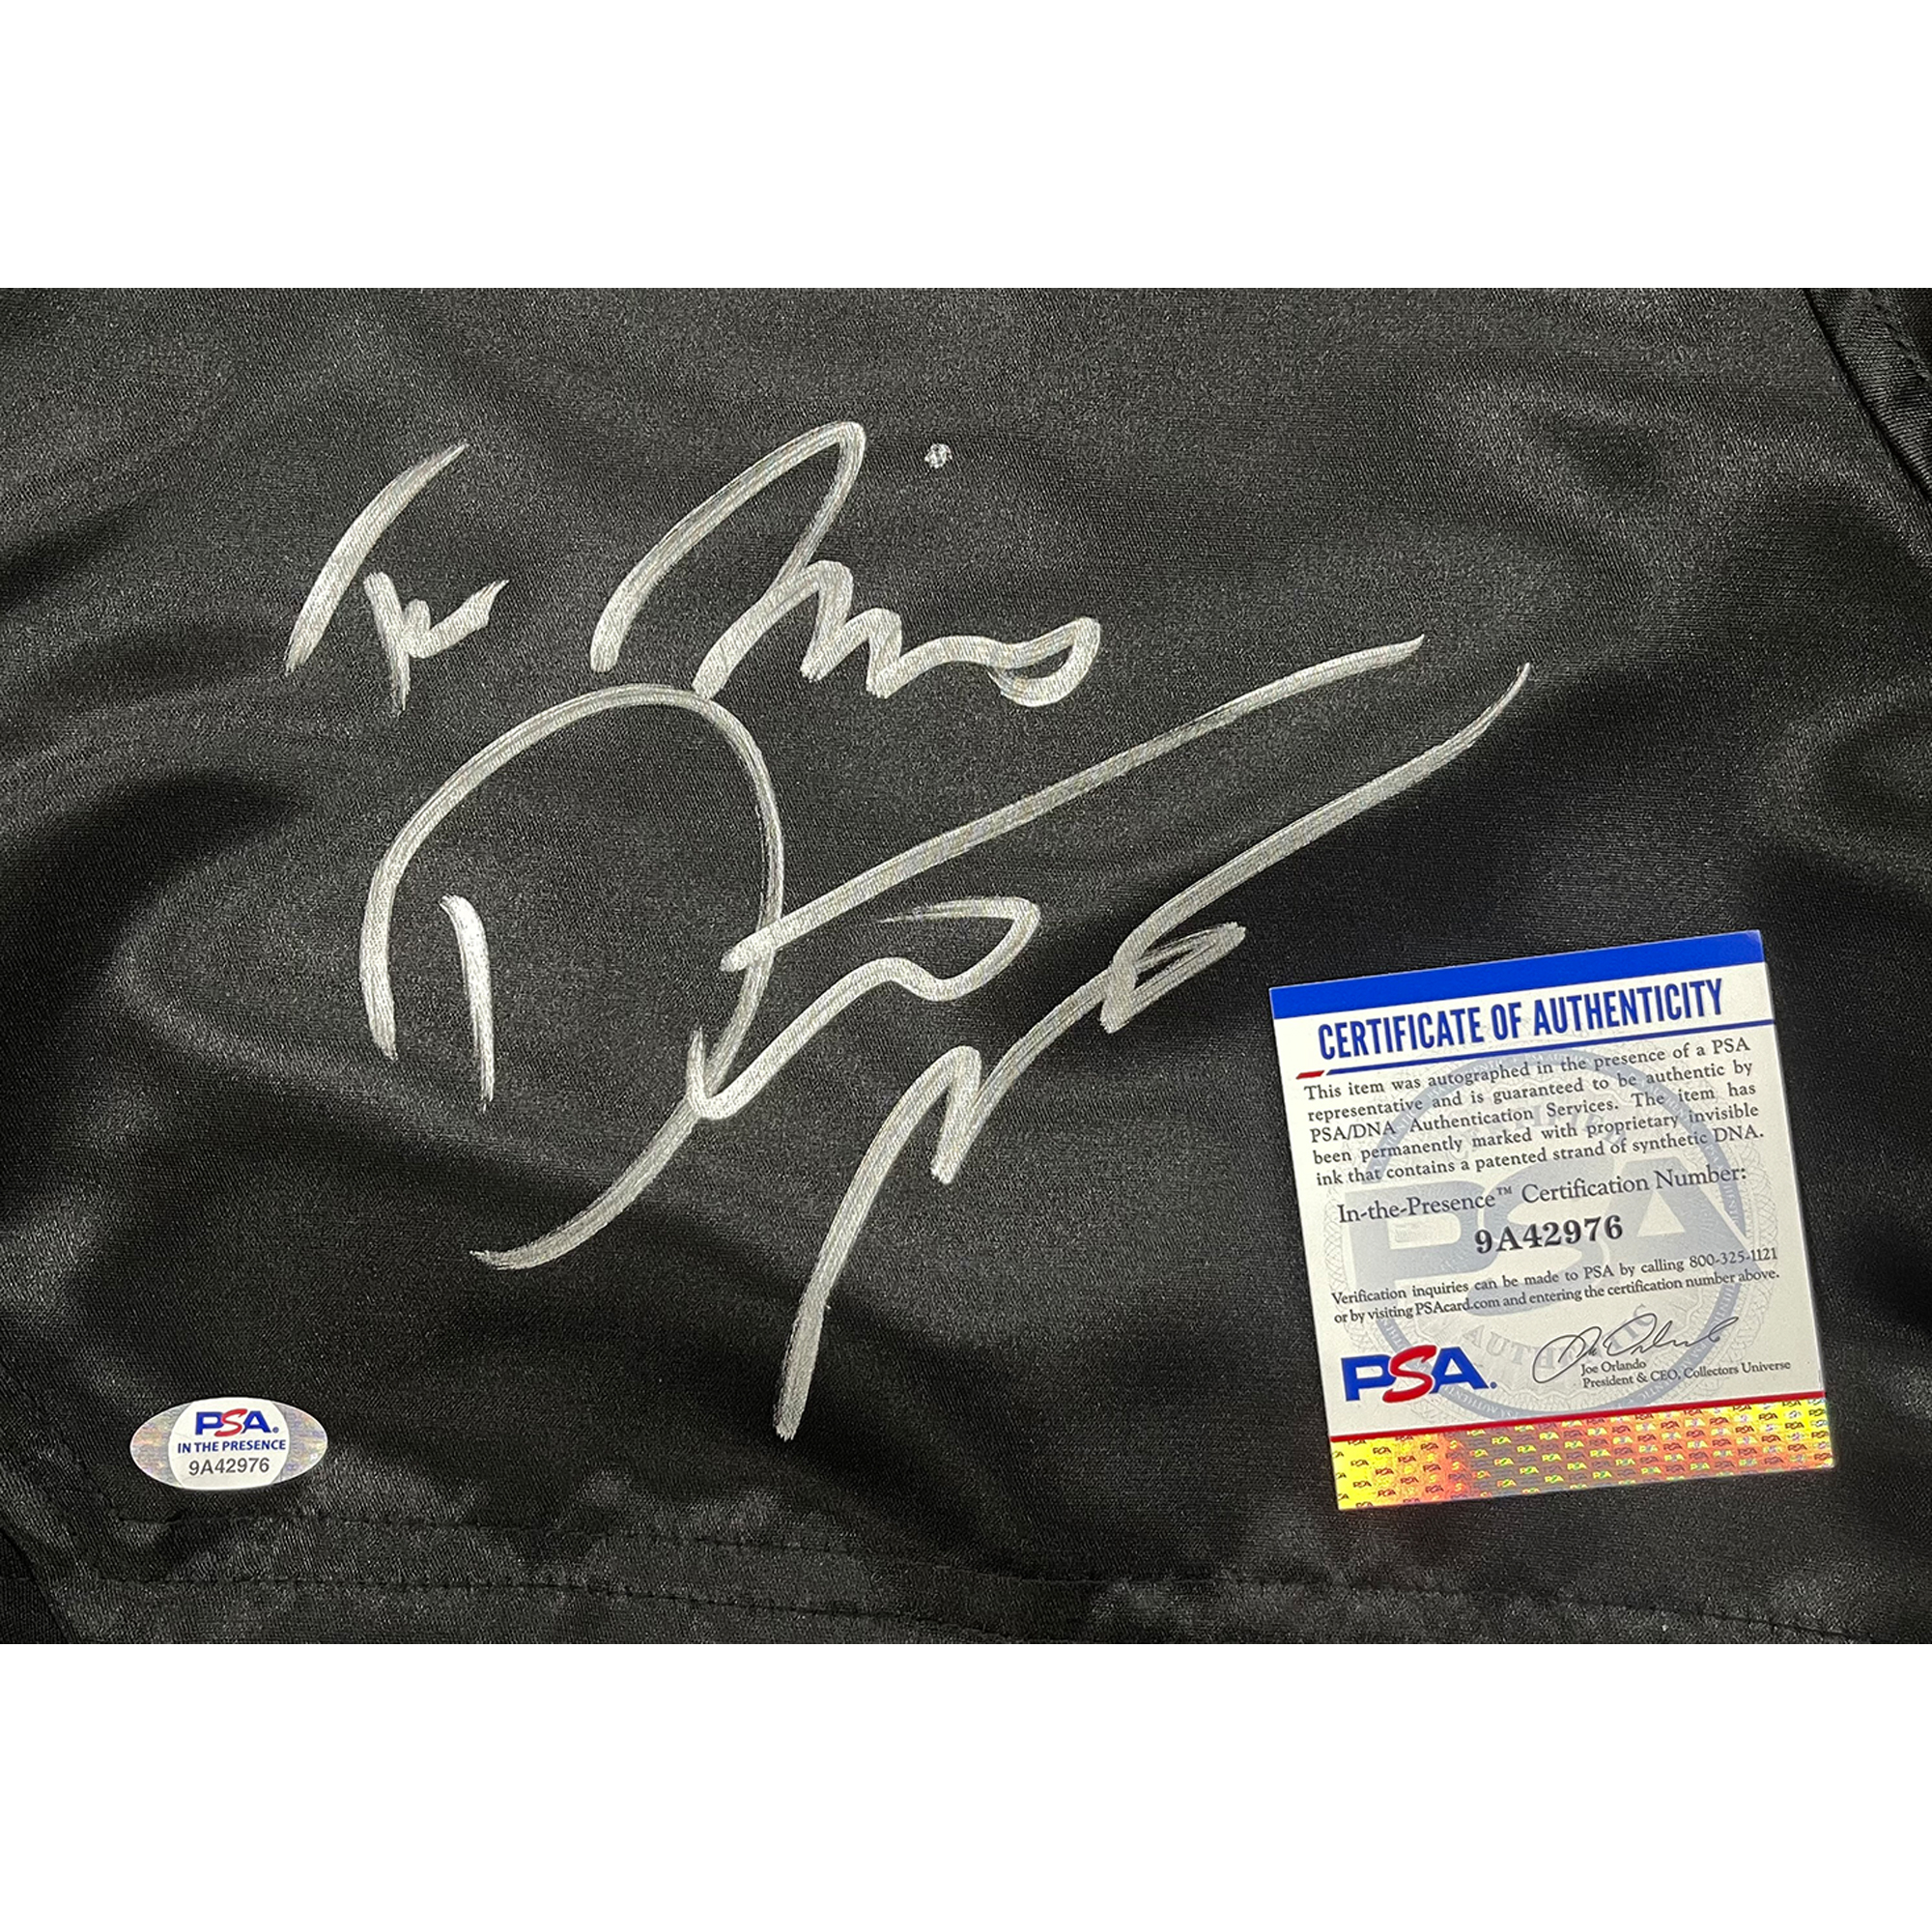 The
CERTIFICATE OF AUTHENTICITY
This item was autographed in the presence of a PSA
representative and is guaranteed to be authentic by
PSA/DNA Authentication Services. The item has
been permanently marked with proprietary invisible
ink that contains a patented strand of synthetic DNA.
In-the-Presence™ Certification Number:
9A42976
Verification inquiries can be made to PSA by calling 800-325-1121
or by visiting PSAcard.com and entering the certification number above.
PSA.
Joe Orlando
President & CEO, Collectors Universe
PSA.
IN THE PRESENCE
9A42976